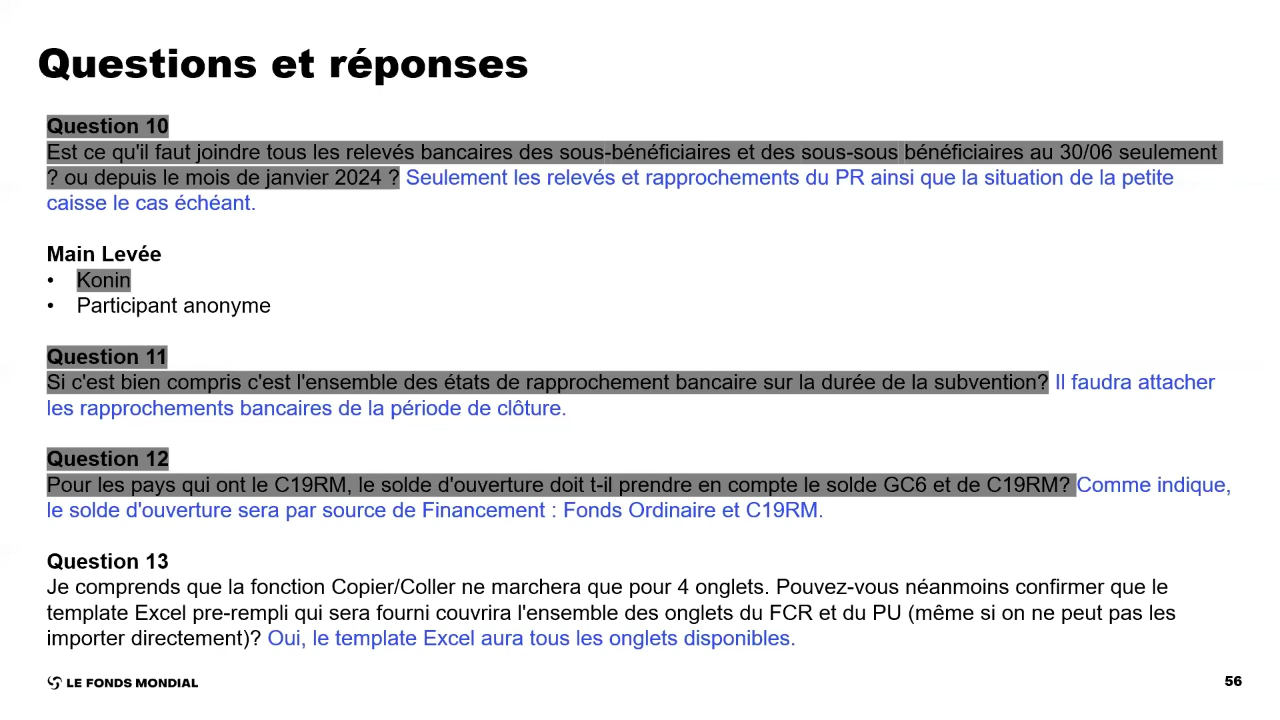 Questions et réponses
Question 10
Est ce qu'il faut joindre tous les relevés bancaires des sous-bénéficiaires et des sous-sous bénéficiaires au 30/06 seulement
? ou depuis le mois de janvier 2024 ? Seulement les relevés et rapprochements du PR ainsi que la situation de la petite
caisse le cas échéant.
Main Levée
• Konin
• Participant anonyme
Question 11
Si c'est bien compris c'est l'ensemble des états de rapprochement bancaire sur la durée de la subvention? Il faudra attacher
les rapprochements bancaires de la période de clôture.
Question 12
Pour les pays qui ont le C19RM, le solde d'ouverture doit t-il prendre en compte le solde GC6 et de C19RM? Comme indique,
le solde d'ouverture sera par source de Financement : Fonds Ordinaire et C19RM.
Question 13
Je comprends que la fonction Copier/Coller ne marchera que pour 4 onglets. Pouvez-vous néanmoins confirmer que le
template Excel pre-rempli qui sera fourni couvrira l'ensemble des onglets du FCR et du PU (même si on ne peut pas les
importer directement)? Oui, le template Excel aura tous les onglets disponibles.
LE FONDS MONDIAL
56